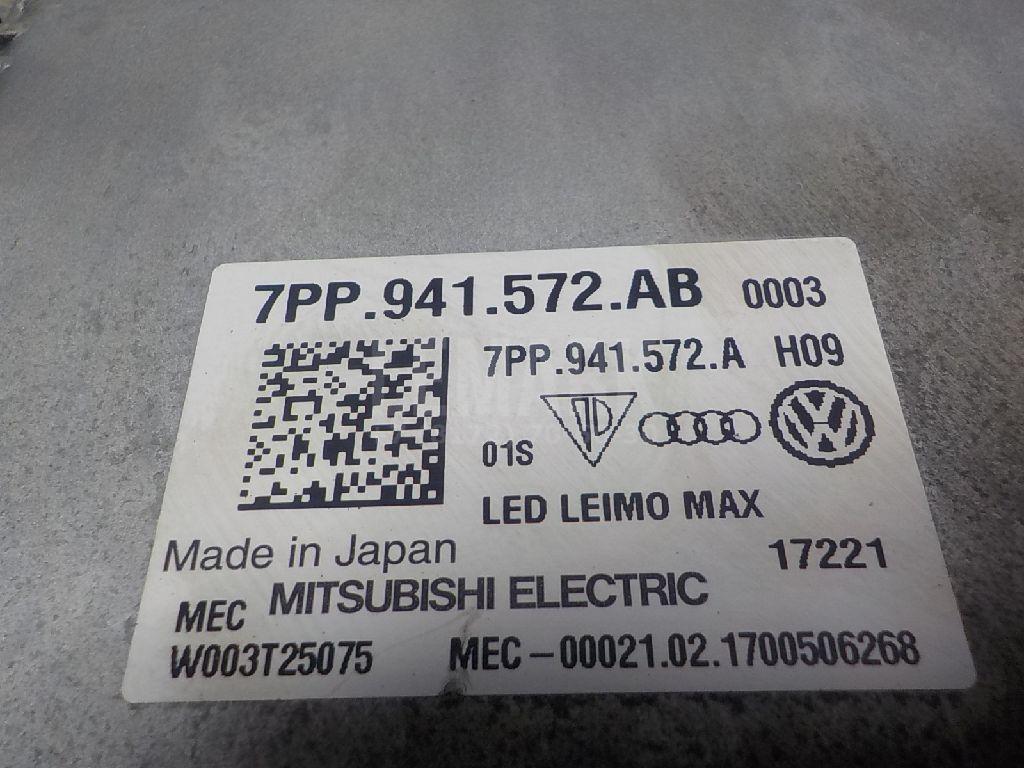 7PP.941.572.AB 0003
7PP.941.572.A H09
01S
LED LEIMO MAX
Made in Japan 17221
MEC MITSUBISHI ELECTRIC
W003T25075 MEC-00021.02.1700506268